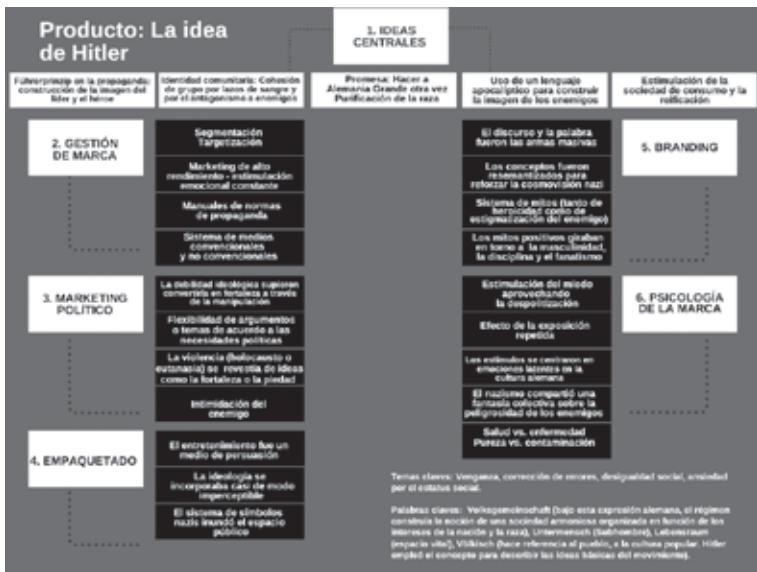 Producto: La idea
de Hitler
1. IDEAS
CENTRALES
Führerprinzip en la propaganda:
construcción de la imagen del
líder y el héroe
Identidad comunitaria: Cohesión
de grupo por lazos de sangre y
por el antagonismo a enemigos
Promesa: Hacer a
Alemania Grande otra vez
Purificación de la raza
Uso de un lenguaje
apocalíptico para construir
la imagen de los enemigos
Estimulación de la
sociedad de consumo y la
reificación
2. GESTIÓN
DE MARCA
Segmentación
Targetización
Marketing de alto
rendimiento - estimulación
emocional constante
Manuales de normas
de propaganda
Sistema de medios
convencionales
y no convencionales
3. MARKETING
POLÍTICO
La debilidad ideológica supieron
convertirla en fortaleza a través
de la manipulación
Flexibilidad de argumentos
o temas de acuerdo a las
necesidades políticas
La violencia (holocausto o
eutanasia) se revestía de ideas
como la fortaleza o la piedad
Intimidación del
enemigo
4. EMPAQUETADO
El entretenimiento fue un
medio de persuasión
La ideología se
incorporaba casi de modo
imperceptible
El sistema de símbolos
nazis inundó el espacio
público
5. BRANDING
El discurso y la palabra
fueron las armas masivas
Los conceptos fueron
resemantizados para
reforzar la cosmovisión nazi
Sistema de mitos (tanto de
heroicidad como de
estigmatización del enemigo)
Los mitos positivos giraban
en torno a la masculinidad,
la disciplina y el fanatismo
6. PSICOLOGÍA
DE LA MARCA
Estimulación del miedo
aprovechando
la despolitización
Efecto de la exposición
repetida
Los estímulos se centraron en
emociones latentes en la
cultura alemana
El nazismo compartió una
fantasía colectiva sobre la
peligrosidad de los enemigos
Salud vs. enfermedad
Pureza vs. contaminación
Temas claves: Venganza, corrección de errores, desigualdad social, ansiedad
por el estatus social.
Palabras claves: Volksgemeinschaft (bajo esta expresión alemana, el régimen
construía la noción de una sociedad armoniosa organizada en función de los
intereses de la nación y la raza), Untermensch (Subhombre), Lebensraum
(espacio vital), Völkisch (hace referencia al pueblo, a la cultura popular. Hitler
empleó el concepto para describir las ideas básicas del movimiento).